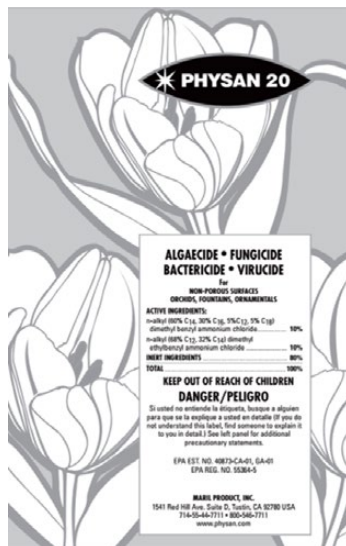 PHYSAN 20
ALGAECIDE • FUNGICIDE
BACTERICIDE • VIRUCIDE
For
NON-POROUS SURFACES
ORCHIDS, FOUNTAINS, ORNAMENTALS
ACTIVE INGREDIENTS:
n-alkyl (60% C14, 30% C16, 5%C12, 5% C18)
dimethyl benzyl ammonium chloride.................. 10%
n-alkyl (68% C12, 32% C14) dimethyl
ethylbenzyl ammonium chloride ...................... 10%
INERT INGREDIENTS .................................... 80%
TOTAL .................................................... 100%
KEEP OUT OF REACH OF CHILDREN
DANGER/PELIGRO
Si usted no entiende la etiqueta, busque a alguien
para que se la explique a usted en detalle (If you do
not understand this label, find someone to explain it
to you in detail.) See left panel for additional
precautionary statements.
EPA EST. NO. 40873-CA-01, GA-01
EPA REG. NO. 55364-5
MARIL PRODUCT, INC.
1541 Red Hill Ave. Suite D, Tustin, CA 92780 USA
714-55-44-7711 • 800-546-7711
www.physan.com